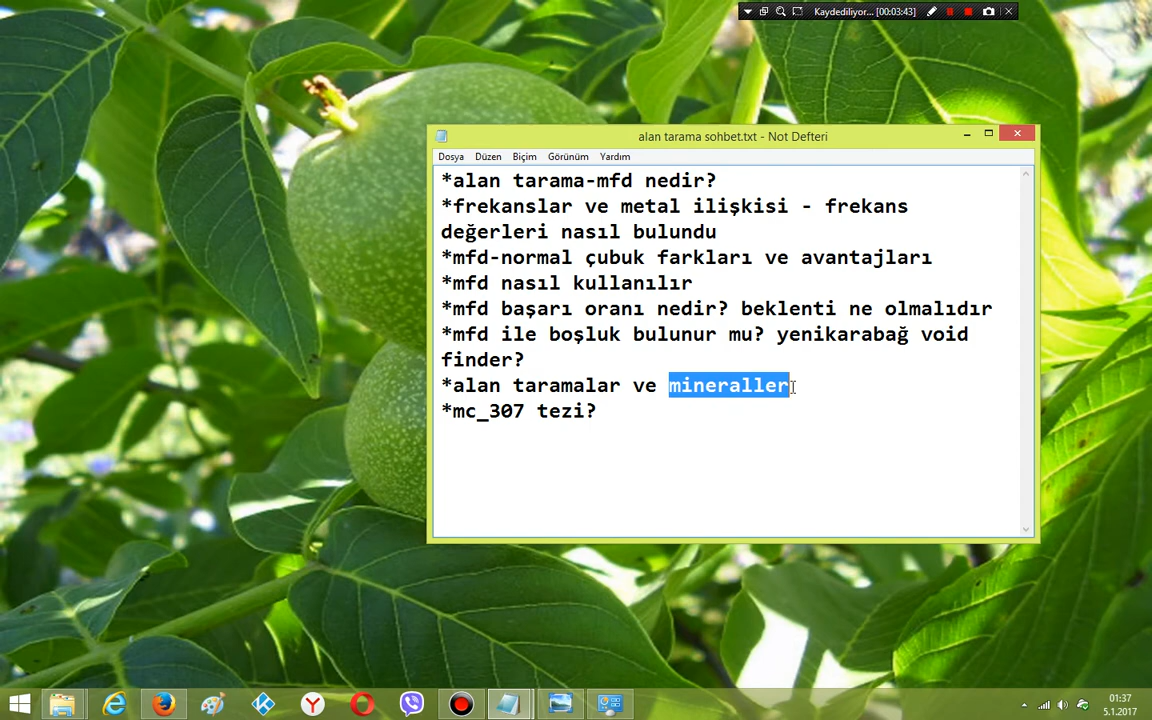 Kaydediliyor... [00:03:43]
alan tarama sohbet.txt - Not Defteri
Dosya Düzen Biçim Görünüm Yardım
*alan tarama-mfd nedir?
*frekanslar ve metal ilişkisi - frekans
değerleri nasıl bulundu
*mfd-normal çubuk farkları ve avantajları
*mfd nasıl kullanılır
*mfd başarı oranı nedir? beklenti ne olmalıdır
*mfd ile boşluk bulunur mu? yenikarabağ void
finder?
*alan taramalar ve mineraller
*mc_307 tezi?
01:37
5.1.2017